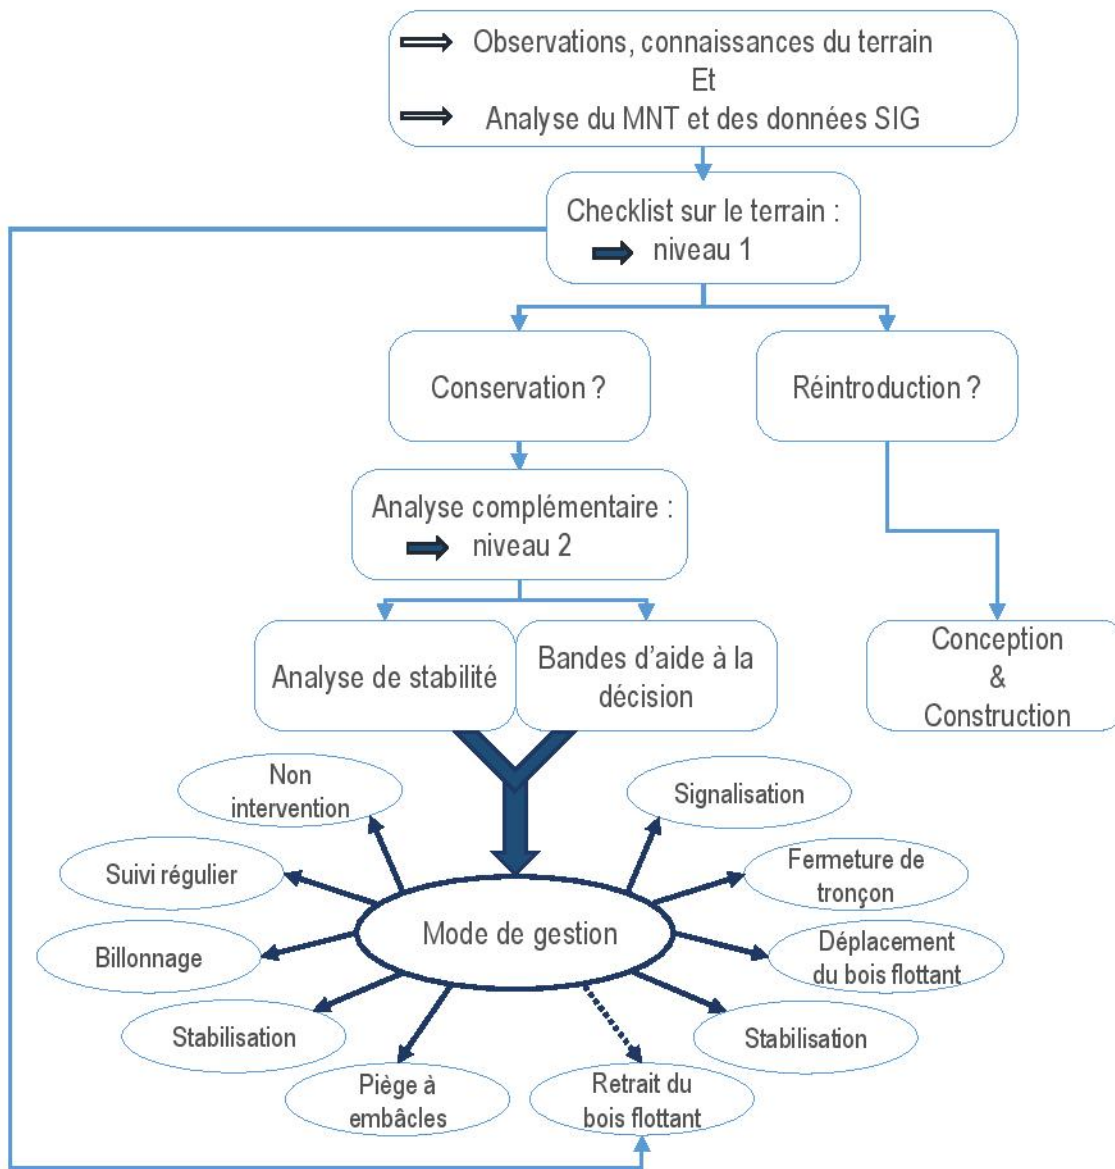 Observations, connaissances du terrain
Et
Analyse du MNT et des données SIG
Checklist sur le terrain :
niveau 1
Conservation ?
Réintroduction ?
Analyse complémentaire :
niveau 2
Analyse de stabilité
Bandes d'aide à la
décision
Conception
&
Construction
Non
intervention
Signalisation
Suivi régulier
Fermeture de
tronçon
Mode de gestion
Billonnage
Déplacement
du bois flottant
Stabilisation
Stabilisation
Piège à
embâcles
Retrait du
bois flottant